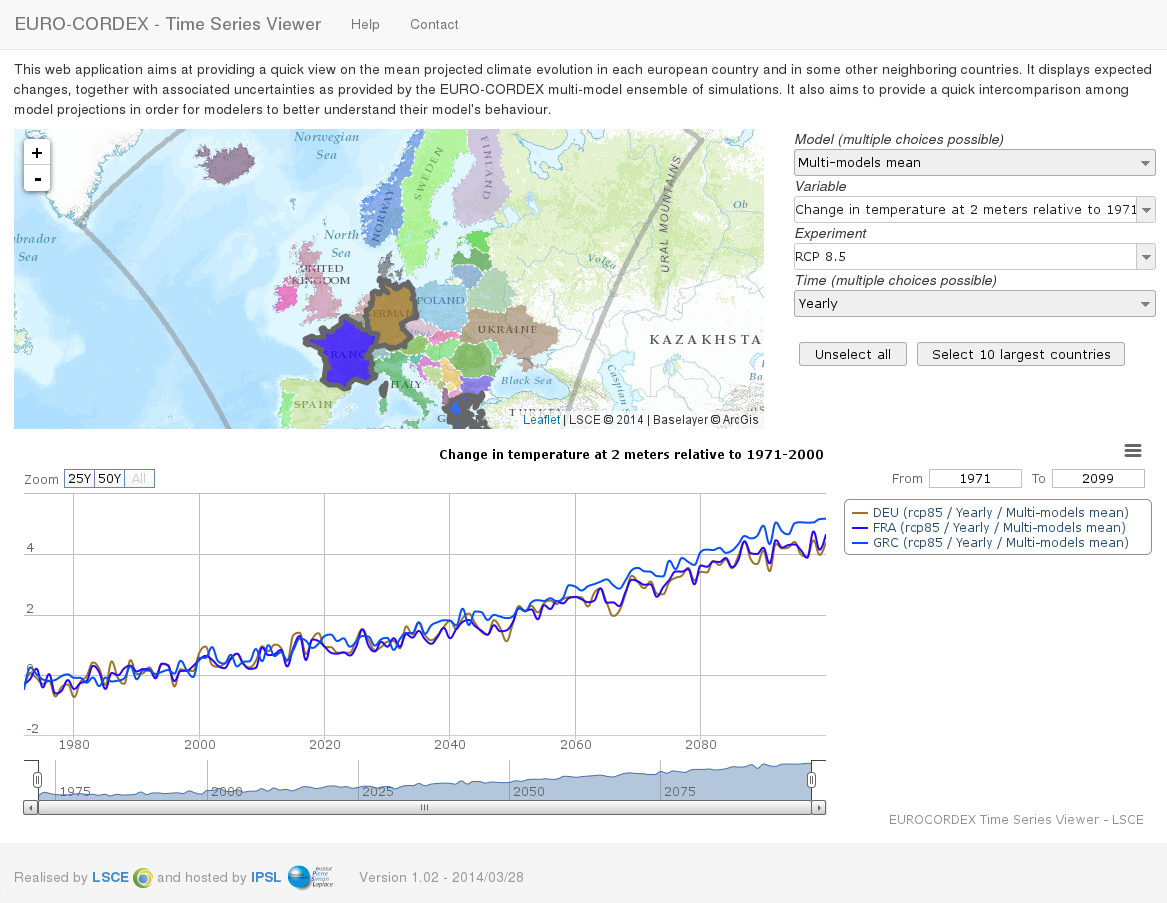 EURO-CORDEX - Time Series Viewer Help Contact
This web application aims at providing a quick view on the mean projected climate evolution in each european country and in some other neighboring countries. It displays expected
changes, together with associated uncertainties as provided by the EURO-CORDEX multi-model ensemble of simulations. It also aims to provide a quick intercomparison among
model projections in order for modelers to better understand their model's behaviour.
+
-
Norwegian
Sea
SWEDEN
FINLAND
NORWAY
URAL MOUNTAINS
Ob
brador
Sea
North
Sea
Volga
UNITED
KINGDOM
POLAND
UKRAINE
KAZAKHSTA
ITALY
Black Sea
Caspian
SPAIN
TURKEY
Leaflet | LSCE © 2014 | Baselayer © ArcGis
Model (multiple choices possible)
Multi-models mean
Variable
Change in temperature at 2 meters relative to 1971
Experiment
RCP 8.5
Time (multiple choices possible)
Yearly
Unselect all Select 10 largest countries
Change in temperature at 2 meters relative to 1971-2000
Zoom 25Y 50Y All
From 1971 To 2099
DEU (rcp85 / Yearly / Multi-models mean)
FRA (rcp85 / Yearly / Multi-models mean)
GRC (rcp85 / Yearly / Multi-models mean)
4
2
0
-2
1980 2000 2020 2040 2060 2080
1975 2000 2025 2050 2075
EUROCORDEX Time Series Viewer - LSCE
Realised by LSCE and hosted by IPSL Institut Pierre Simon Laplace Version 1.02 - 2014/03/28